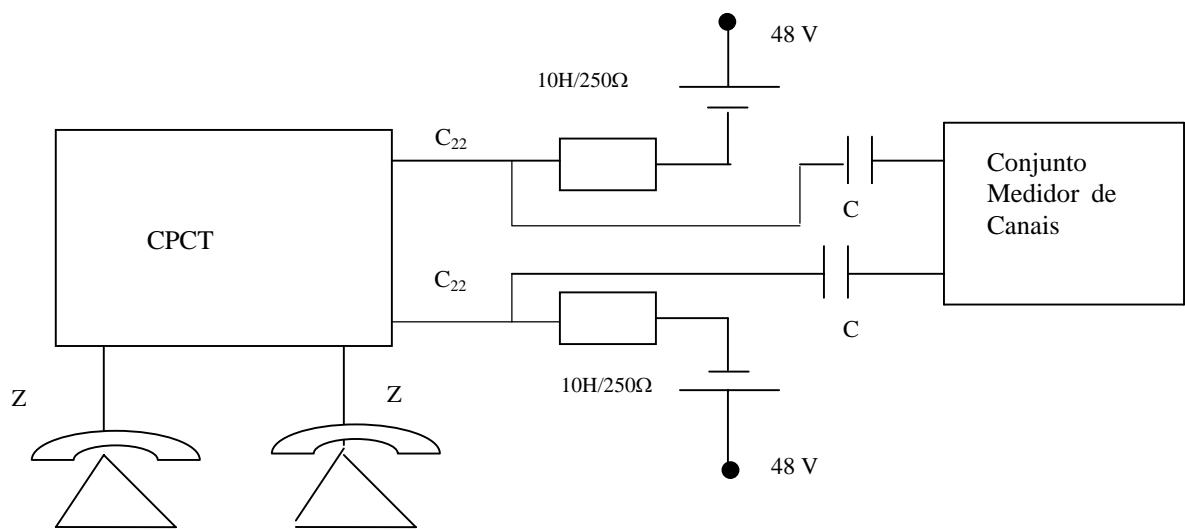 48 V
10H/250Ω
C₂₂
Conjunto
Medidor de
Canais
C
CPCT
C₂₂
C
10H/250Ω
Z
Z
48 V